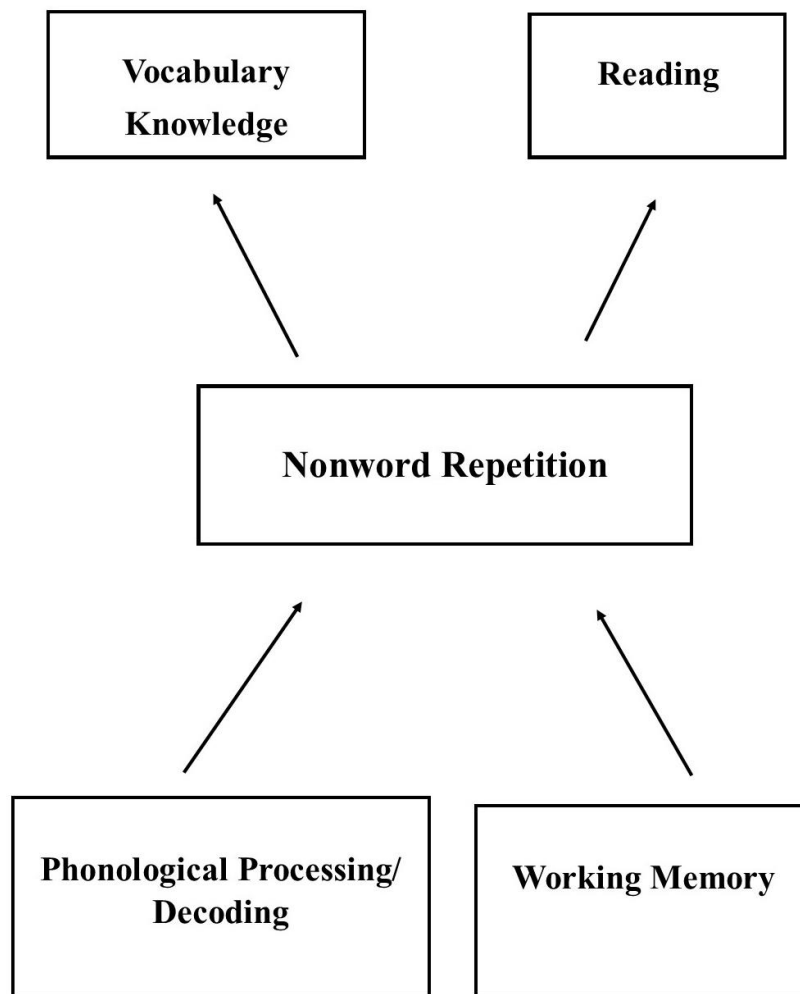 Vocabulary
Knowledge
Reading
Nonword Repetition
Phonological Processing/
Decoding
Working Memory